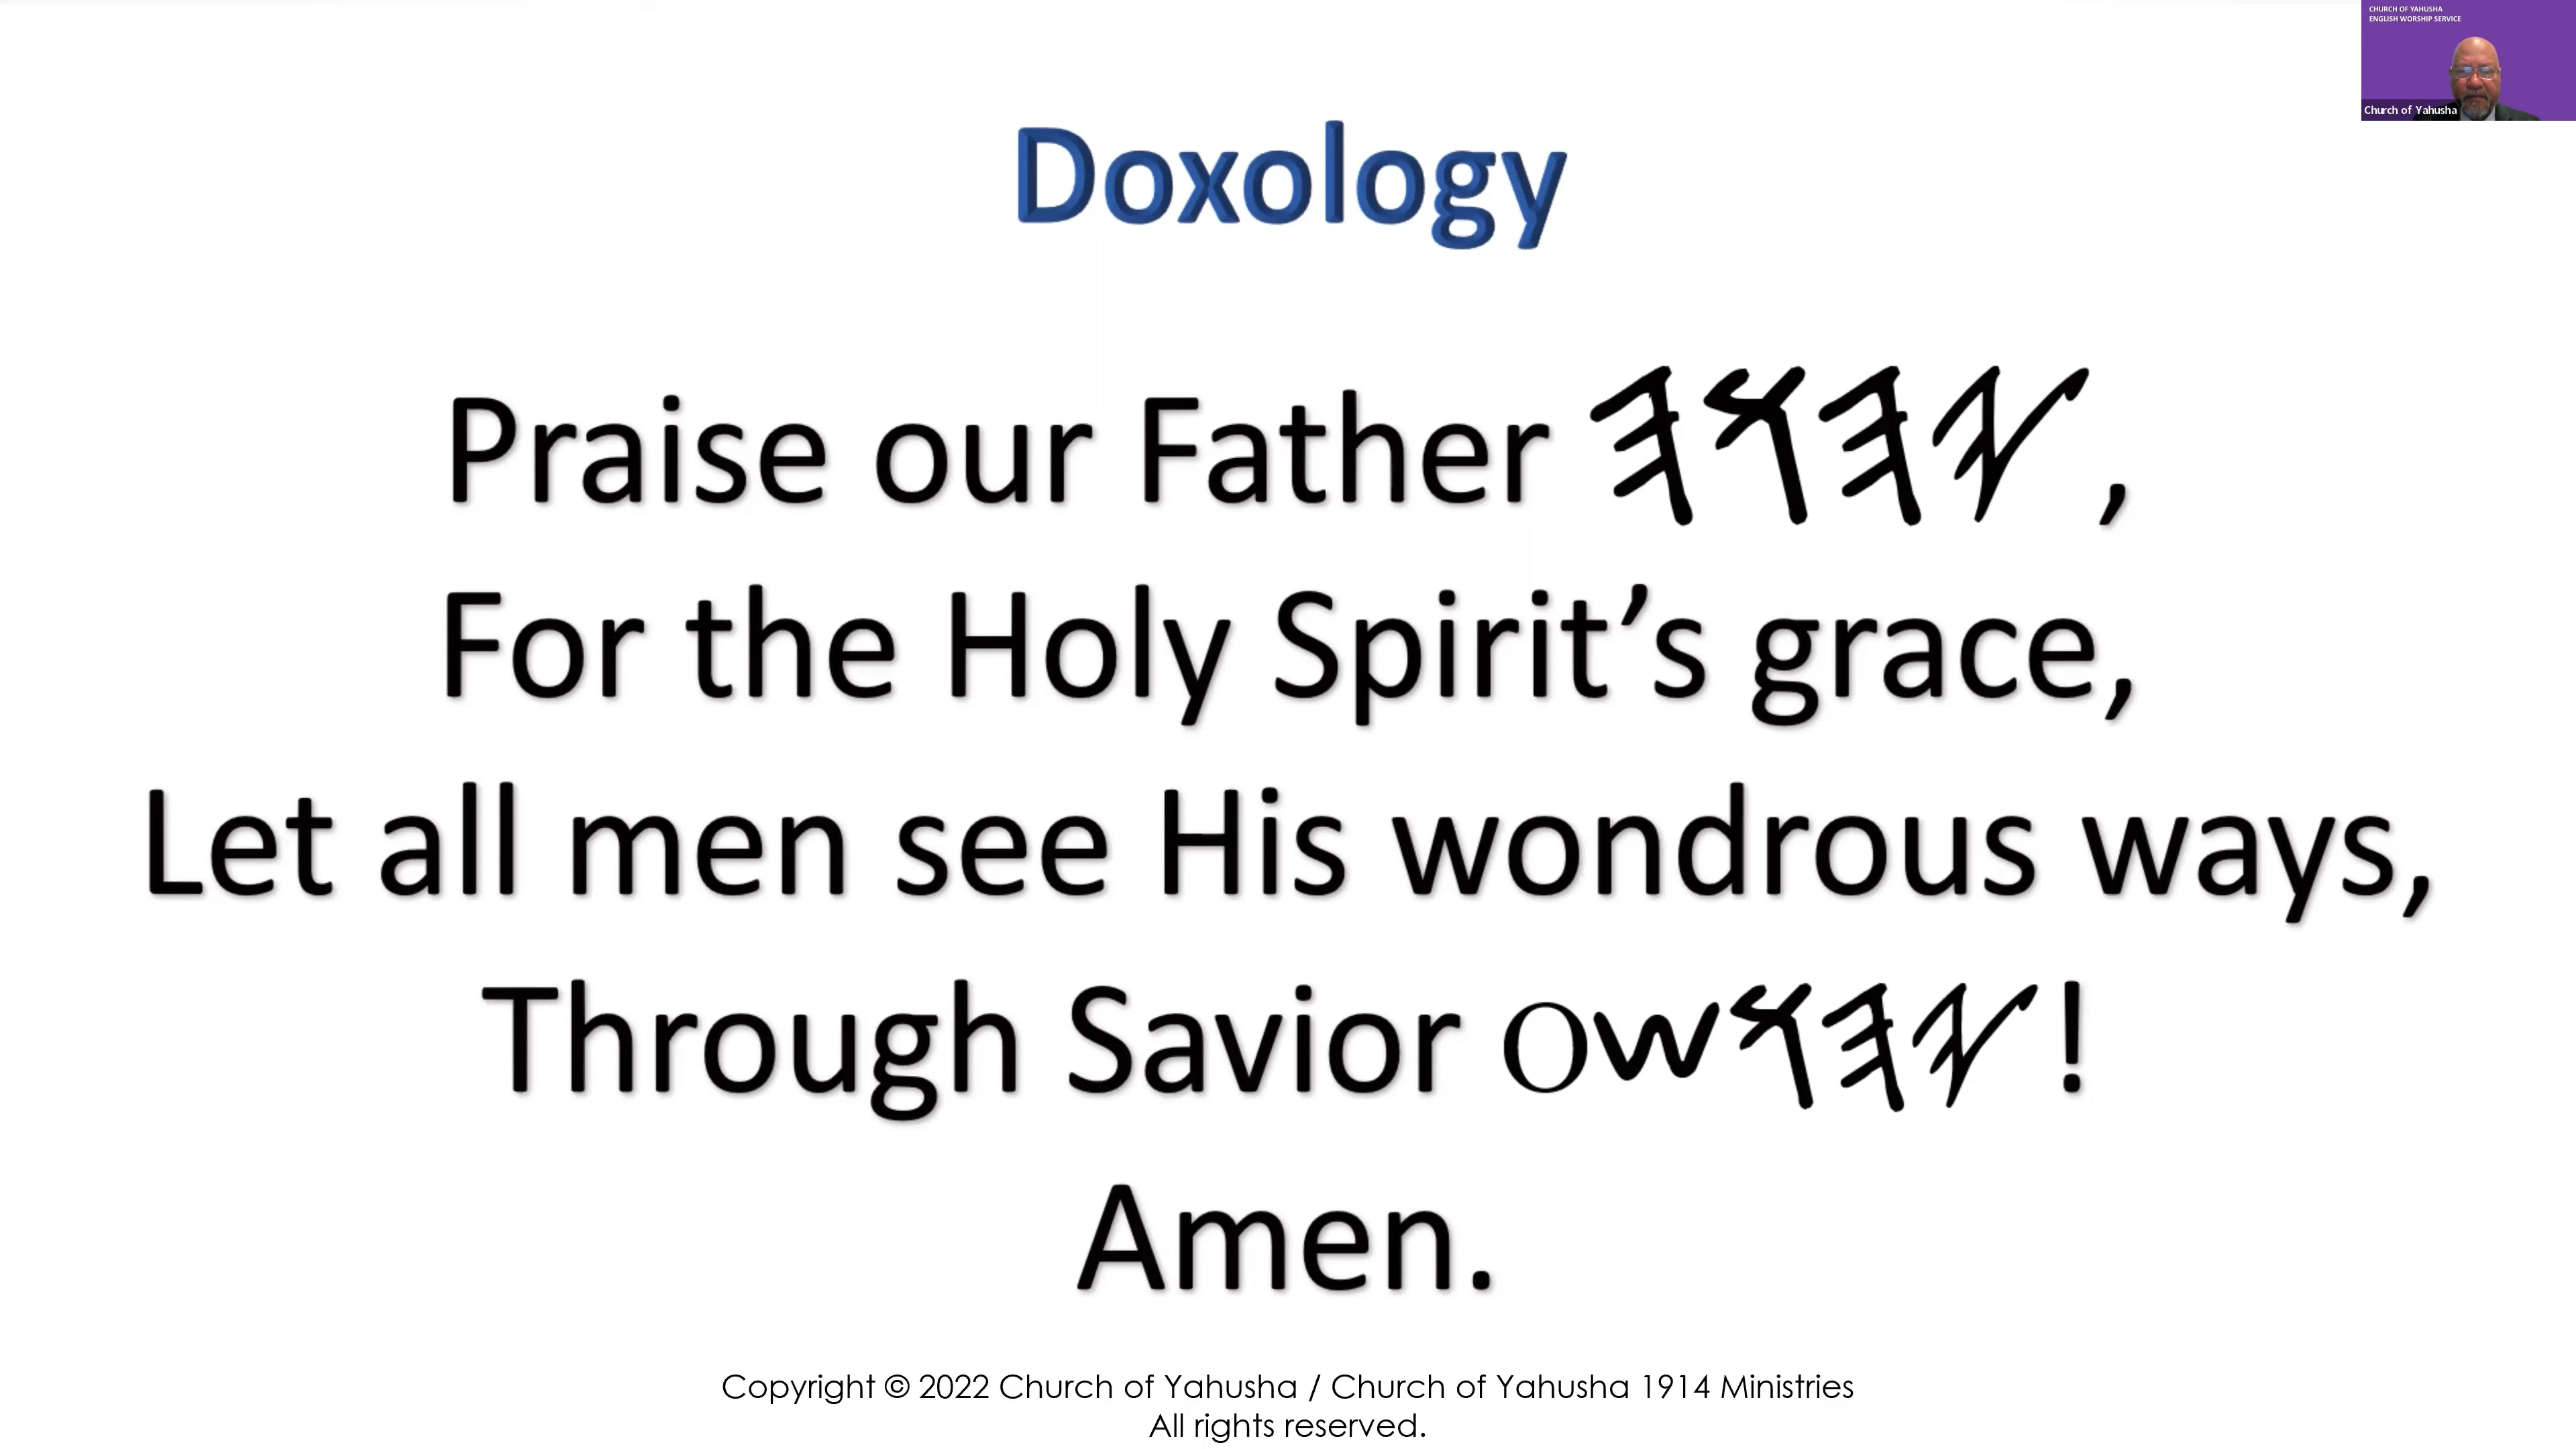 CHURCH OF YAHUSHA
ENGLISH WORSHIP SERVICE
Church of Yahusha
Doxology
Praise our Father 𐤉𐤄𐤅𐤄 ,
For the Holy Spirit’s grace,
Let all men see His wondrous ways,
Through Savior 𐤉𐤄𐤅𐤔𐤏 !
Amen.
Copyright © 2022 Church of Yahusha / Church of Yahusha 1914 Ministries
All rights reserved.